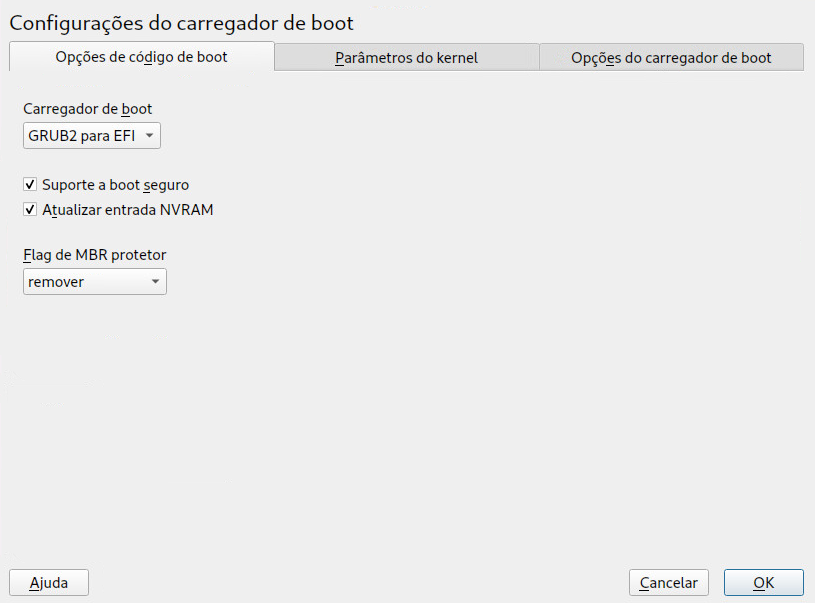 Configurações do carregador de boot
Opções de código de boot
Parâmetros do kernel
Opções do carregador de boot
Carregador de boot
GRUB2 para EFI
Suporte a boot seguro
Atualizar entrada NVRAM
Flag de MBR protetor
remover
Ajuda
Cancelar
OK